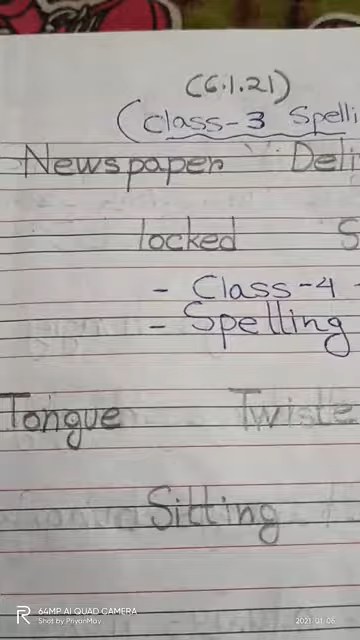 (6.1.21)
(Class-3 Spelli
Newspaper Deli
locked S
- Class-4 -
- Spelling
Tongue Twiste
Sitting
64MP AI QUAD CAMERA
Shot by PriyanMoy
2021.01.06